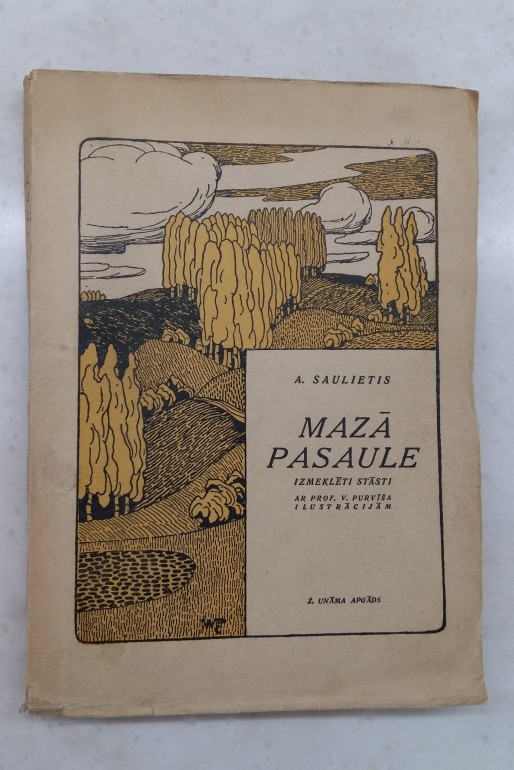 A. SAULIETIS
MAZĀ
PASAULE
IZMEKLĒTI STĀSTI
AR PROF. V. PURVĪŠA
ILUSTRĀCIJĀM
J. UNĀMA APGĀDS